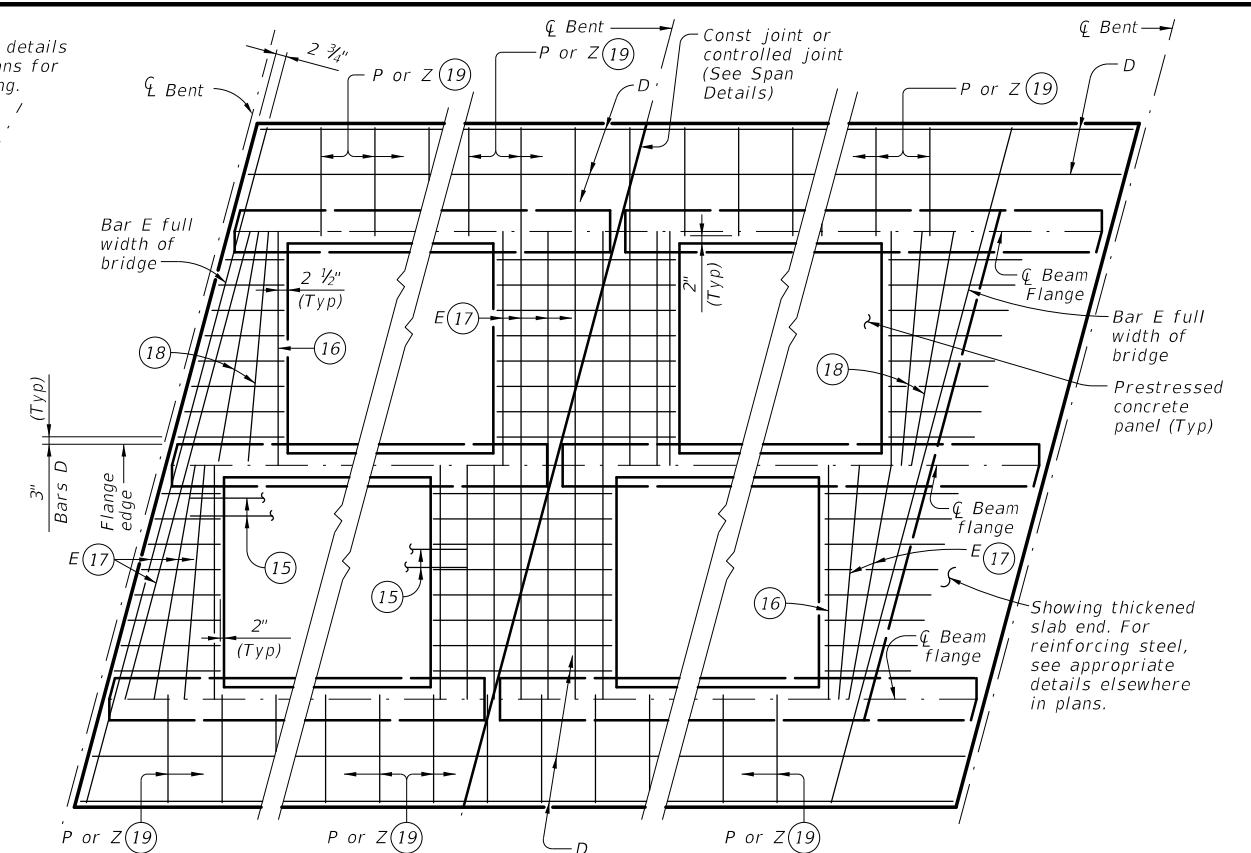 details
ns for
ng.
2 ¾"
℄ Bent
P or Z 19
℄ Bent
P or Z 19
D
Const joint or
controlled joint
(See Span
Details)
℄ Bent
D
P or Z 19
Bar E full
width of
bridge
2 ½"
(Typ)
E 17
2"
(Typ)
℄ Beam
Flange
Bar E full
width of
bridge
18
16
18
Prestressed
concrete
panel (Typ)
(Typ)
3"
Bars D
Flange
edge
℄ Beam
flange
E 17
15
15
E 17
16
2"
(Typ)
Showing thickened
slab end. For
reinforcing steel,
see appropriate
details elsewhere
in plans.
℄ Beam
flange
P or Z 19
P or Z 19
D
P or Z 19